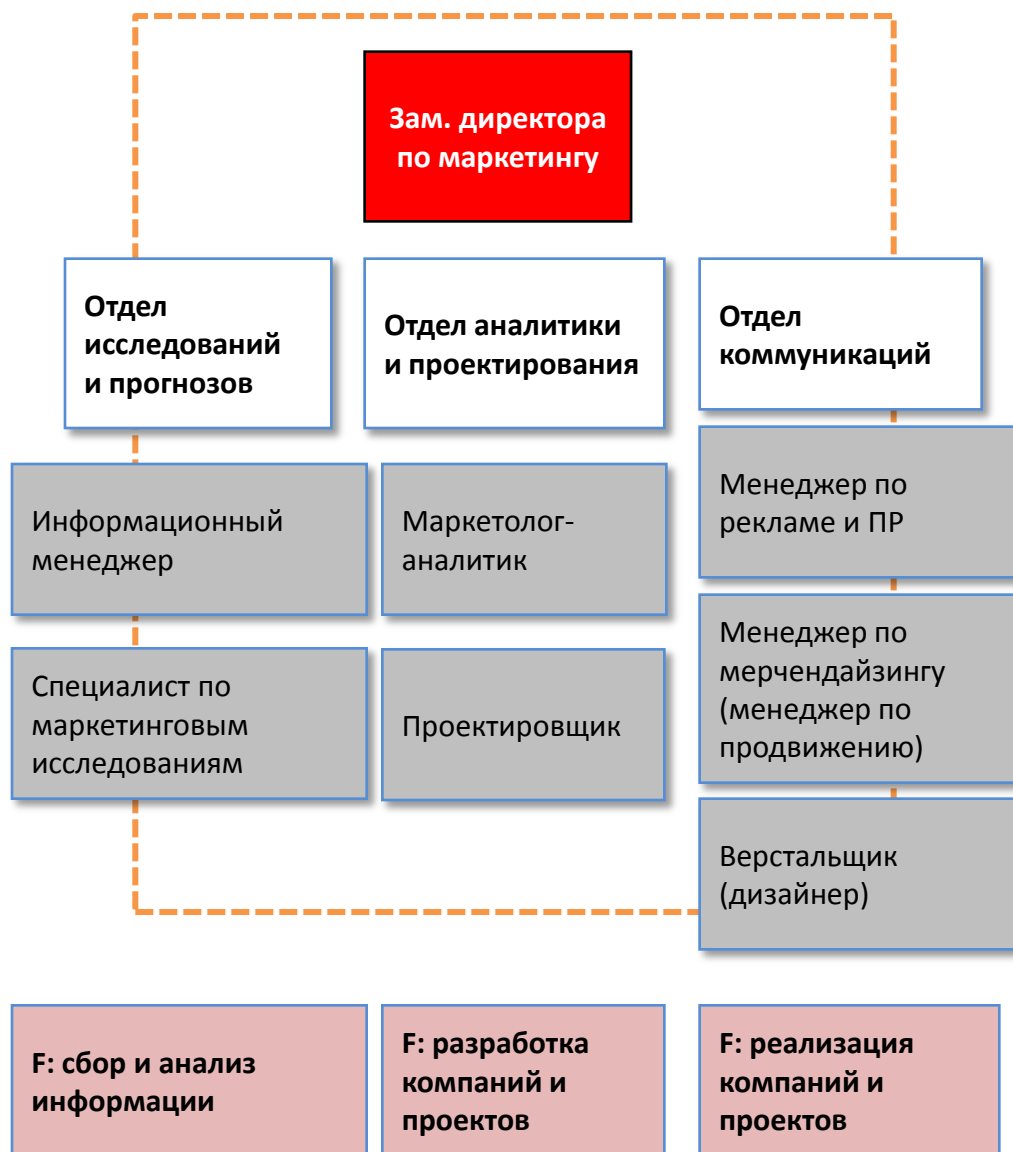 Зам. директора
по маркетингу
Отдел
исследований
и прогнозов
Отдел аналитики
и проектирования
Отдел
коммуникаций
Информационный
менеджер
Маркетолог-
аналитик
Менеджер по
рекламе и ПР
Специалист по
маркетинговым
исследованиям
Проектировщик
Менеджер по
мерчендайзингу
(менеджер по
продвижению)
Верстальщик
(дизайнер)
F: сбор и анализ
информации
F: разработка
компаний и
проектов
F: реализация
компаний и
проектов